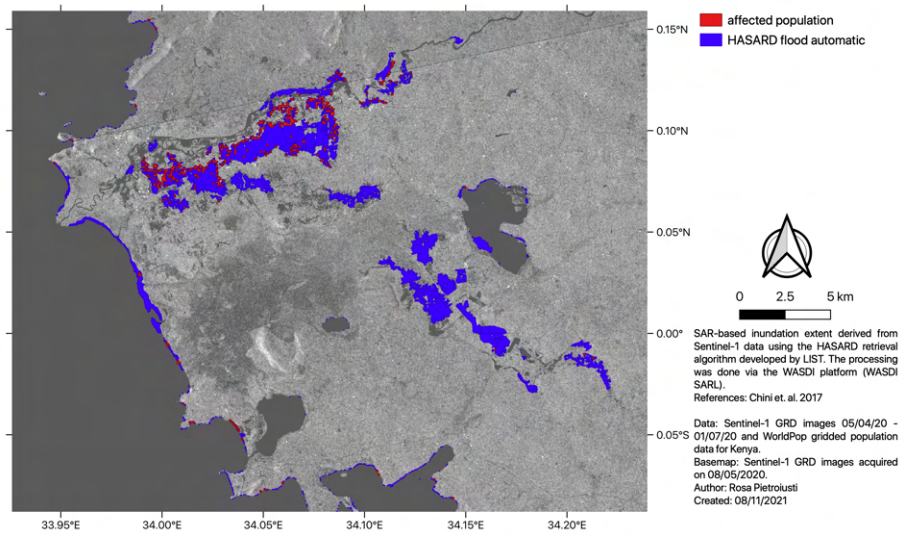 affected population
HASARD flood automatic
0.15°N
0.10°N
0.05°N
0.00°
0.05°S
33.95°E
34.00°E
34.05°E
34.10°E
34.15°E
34.20°E
0
2.5
5 km
SAR-based inundation extent derived from
Sentinel-1 data using the HASARD retrieval
algorithm developed by LIST. The processing
was done via the WASDI platform (WASDI
SARL).
References: Chini et. al. 2017
Data: Sentinel-1 GRD images 05/04/20 -
01/07/20 and WorldPop gridded population
data for Kenya.
Basemap: Sentinel-1 GRD images acquired
on 08/05/2020.
Author: Rosa Pietroiusti
Created: 08/11/2021